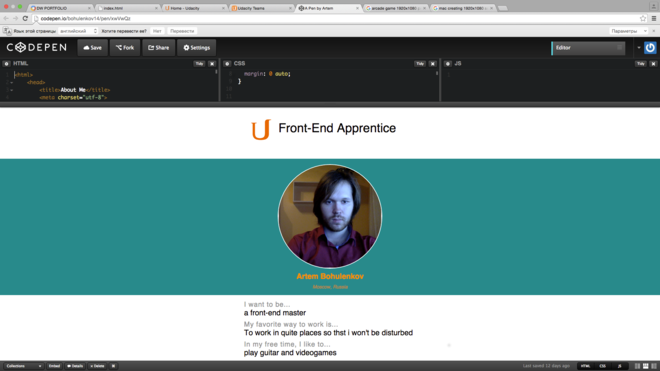 DW PORTFOLIO
index.html
Home - Udacity
Udacity Teams
A Pen by Artem
arcade game 1920x1080
map creating 1920x1080
codepen.io/bohulenkov14/pen/xwVwQz
Язык этой страницы
английский
Хотите перевести ее?
Нет
Перевести
Параметры
CODEPEN
Save
Fork
Share
Settings
Editor
HTML
Tidy
CSS
Tidy
JS
Tidy
<html>
<head>
<title>About Me</title>
<meta charset="utf-8">
margin: 0 auto;
}
U Front-End Apprentice
Artem Bohulenkov
Moscow, Russia
I want to be...
a front-end master
My favorite way to work is...
To work in quite places so thst i won't be disturbed
In my free time, I like to...
play guitar and videogames
Collections
Embed
Details
Delete
Last saved 12 days ago
HTML
CSS
JS